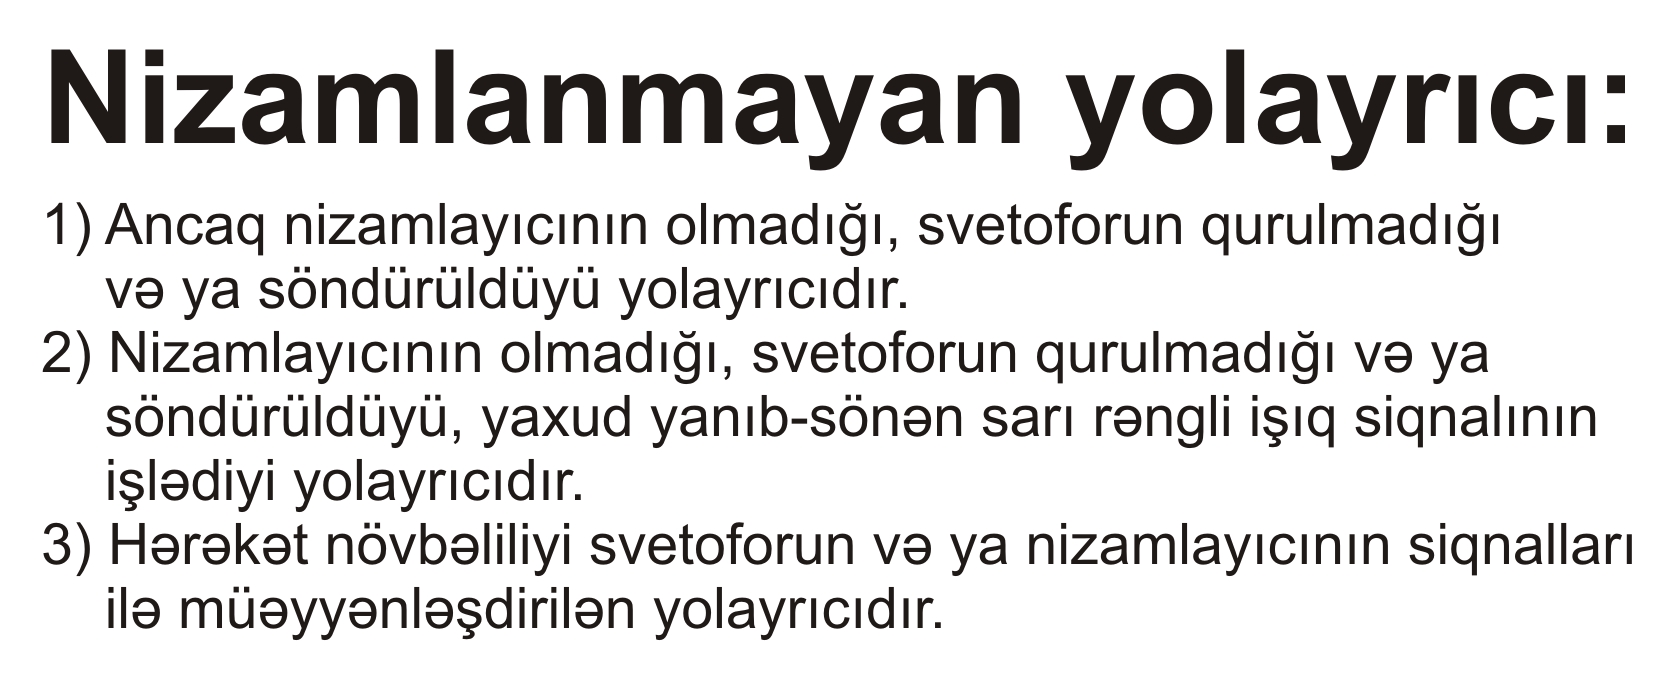 Nizamlanmayan yolayrıcı:
1) Ancaq nizamlayıcının olmadığı, svetoforun qurulmadığı
və ya söndürüldüyü yolayrıcıdır.
2) Nizamlayıcının olmadığı, svetoforun qurulmadığı və ya
söndürüldüyü, yaxud yanıb-sönən sarı rəngli işıq siqnalının
işlədiyi yolayrıcıdır.
3) Hərəkət növbəliliyi svetoforun və ya nizamlayıcının siqnalları
ilə müəyyənləşdirilən yolayrıcıdır.